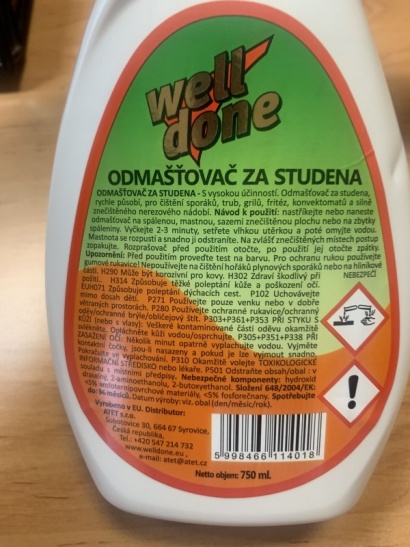 well
done
ODMAŠŤOVAČ ZA STUDENA
ODMAŠŤOVAČ ZA STUDENA - S vysokou účinností. Odmašťovač za studena,
rychle působí, pro čištění sporáků, trub, grilů, fritéz, konvektomatů a silně
znečištěného nerezového nádobí. Návod k použití: nastříkejte nebo naneste
odmašťovač na spálenou, mastnou, sazemi znečištěnou plochu nebo na zbytky
spáleniny. Vyčkejte 2-3 minuty, setřete vlhkou utěrkou a poté omyjte vodou.
Mastnota se rozpustí a snadno ji odstraníte. Na zvlášť znečištěných místech postup
zopakujte. Rozprašovač před použitím otočte, po použití jej otočte zpátky.
Upozornění: Před použitím proveďte test na barvu. Pro ochranu rukou používejte
gumové rukavice! Nepoužívejte na čištění hořáků plynových sporáků nebo na hliníkové
části. H290 Může být korozivní pro kovy. H302 Zdraví škodlivý při
NEBEZPEČÍ
požití. H314 Způsobuje těžké poleptání kůže a poškození očí.
EUH071 Způsobuje poleptání dýchacích cest. P102 Uchovávejte
mimo dosah dětí. P271 Používejte pouze venku nebo v dobře
větraných prostorách. P280 Používejte ochranné rukavice/ochranný
oděv/ochranné brýle/obličejový štít. P303+P361+P353 PŘI STYKU S
KŮŽÍ (nebo s vlasy): Veškeré kontaminované části oděvu okamžitě
svlékněte. Opláchněte kůži vodou/osprchujte. P305+P351+P338 PŘI
ZASAŽENÍ OČÍ: Několik minut opatrně vyplachujte vodou. Vyjměte
kontaktní čočky, jsou-li nasazeny a pokud je lze vyjmout snadno.
Pokračujte ve vyplachování. P310 Okamžitě volejte TOXIKOLOGICKÉ
INFORMAČNÍ STŘEDISKO nebo lékaře. P501 Odstraňte obsah/obal: v
souladu s místními předpisy. Nebezpečné komponenty: hydroxid
draselný, 2-aminoethanolu, 2-butoxyethanol. Složení 648/2004/EK:
<5% amfoterní povrchové materiály, <5% fosforečnany. Spotřebujte
do: 36 měsíců. Datum výroby: viz. obal (den/měsíc/rok).
Vyrobeno v EU. Distributor:
ATET s.r.o.
Sobotovice 30, 664 67 Syrovice,
Česká republika,
Tel.: +420 547 214 732
www.welldone.eu,
e-mail: atet@atet.cz
5 998466 114018
Netto objem: 750 ml.